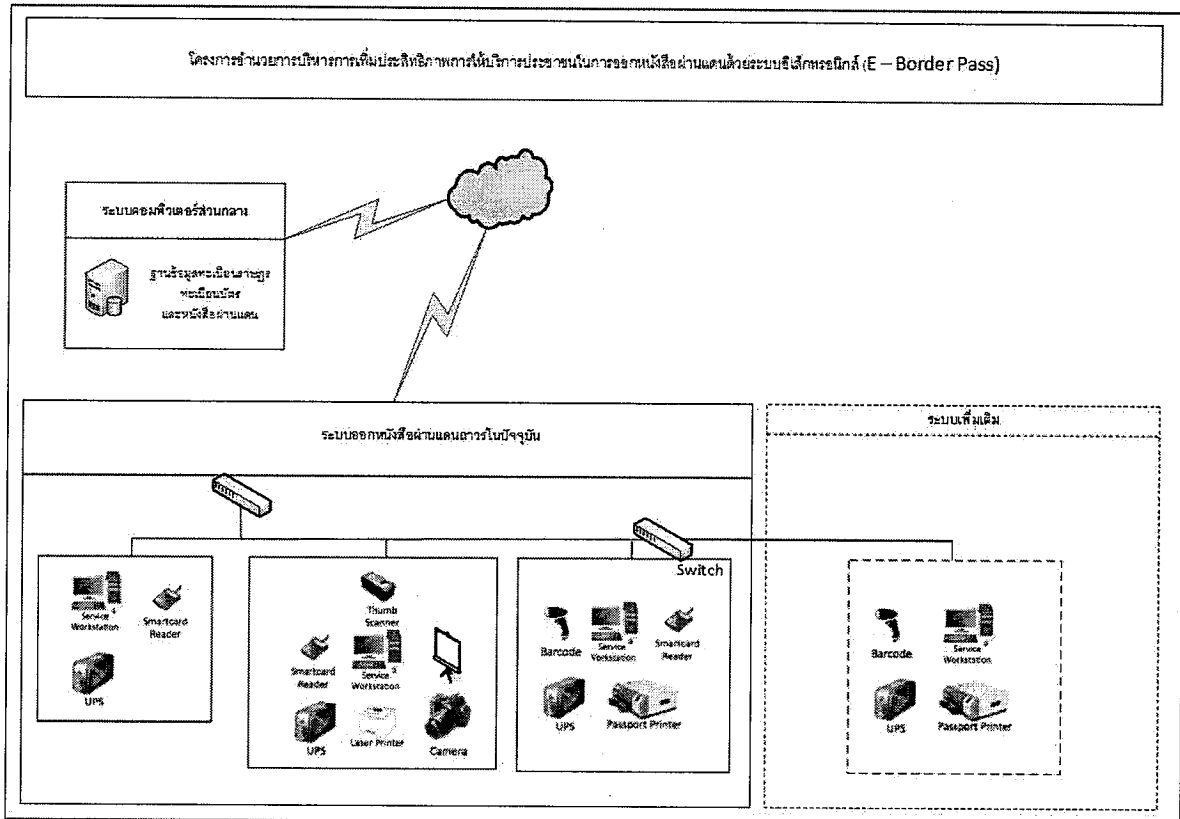 โครงการอำนวยการบริหารการเพิ่มประสิทธิภาพการให้บริการประชาชนในการออกหนังสือผ่านแดนด้วยระบบอิเล็กทรอนิกส์ (E – Border Pass)
ระบบคอมพิวเตอร์ส่วนกลาง
ฐานข้อมูลทะเบียนราษฎร
ทะเบียนบัตร
และหนังสือผ่านแดน
ระบบออกหนังสือผ่านแดนถาวรในปัจจุบัน
ระบบเพิ่มเติม
Switch
Service
Workstation
Smartcard
Reader
UPS
Thumb
Scanner
Smartcard
Reader
Service
Workstation
UPS
Laser Printer
Camera
Barcode
Service
Workstation
Smartcard
Reader
UPS
Passport Printer
Barcode
Service
Workstation
UPS
Passport Printer